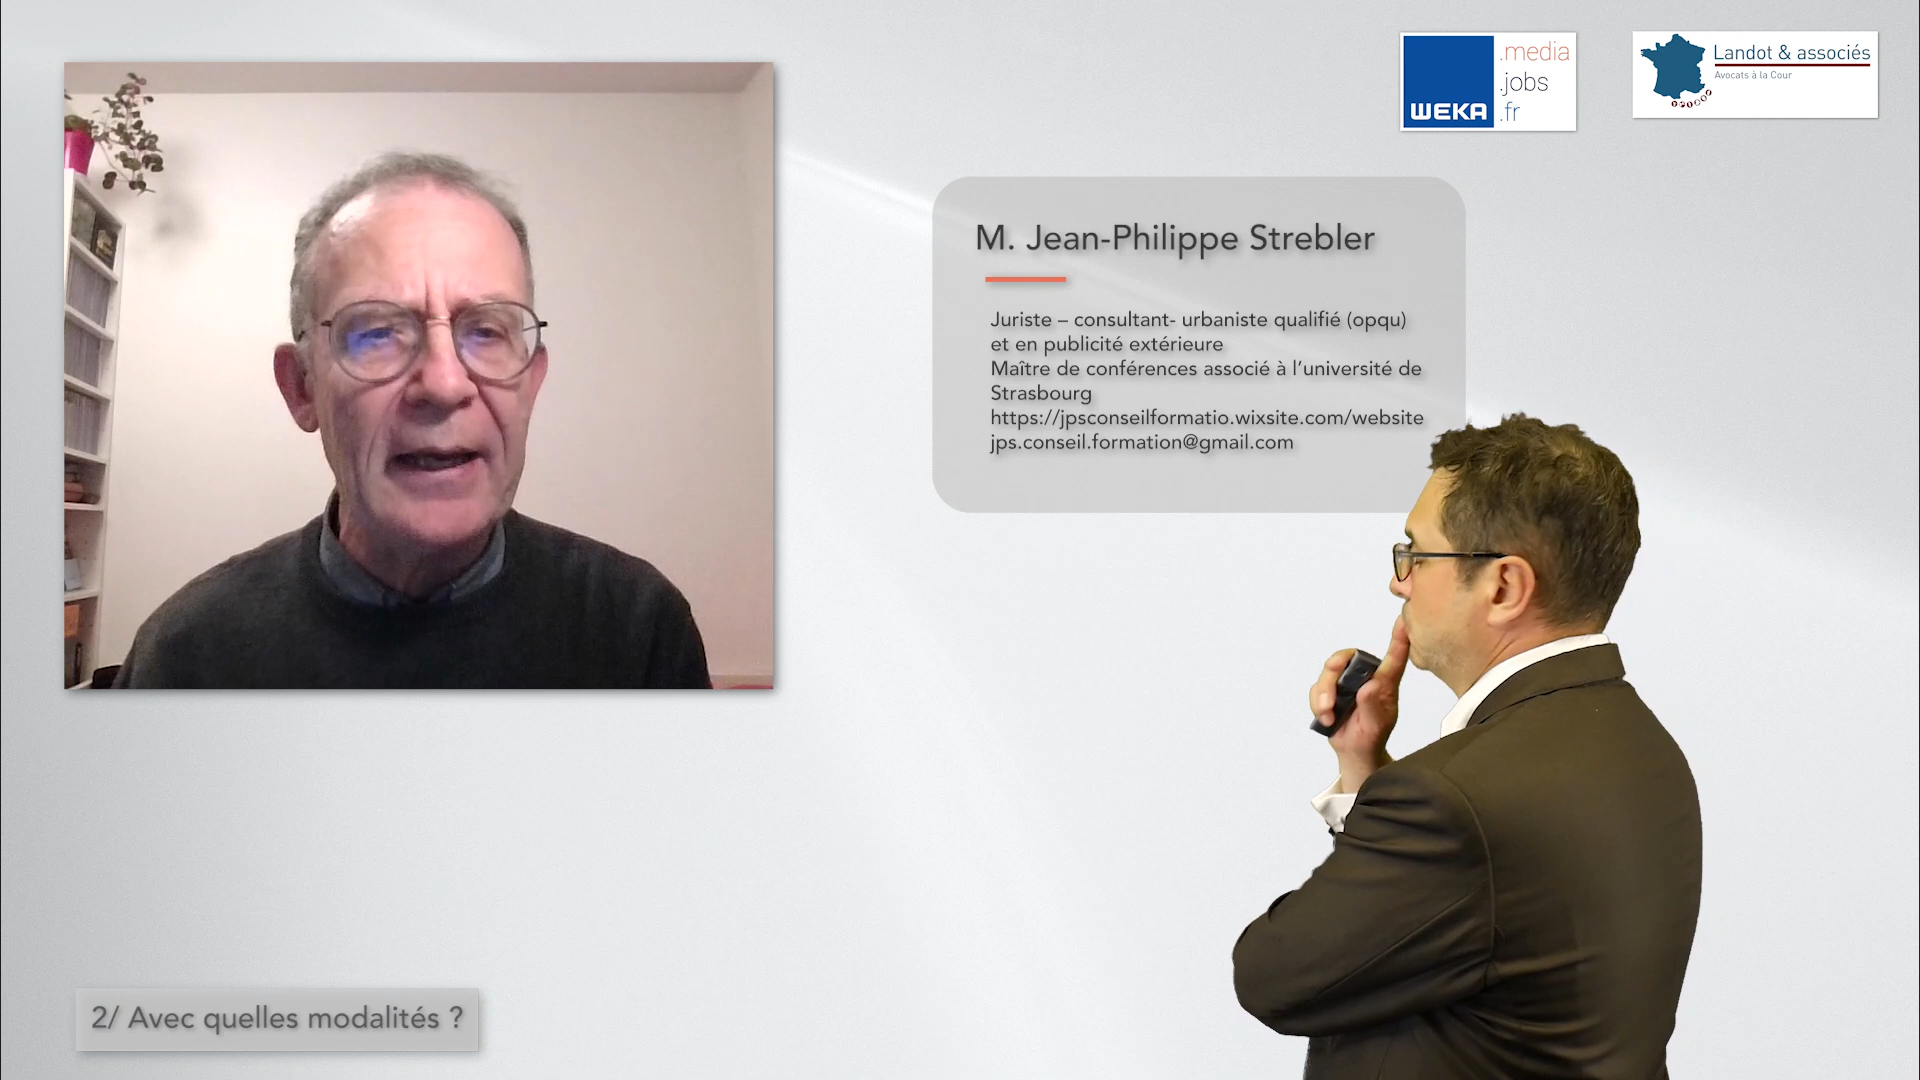 .media
.jobs
.fr
WEKA
Landot & associés
Avocats à la Cour
M. Jean-Philippe Strebler
Juriste – consultant- urbaniste qualifié (opqu)
et en publicité extérieure
Maître de conférences associé à l'université de
Strasbourg
https://jpsconseilformatio.wixsite.com/website
jps.conseil.formation@gmail.com
2/ Avec quelles modalités ?